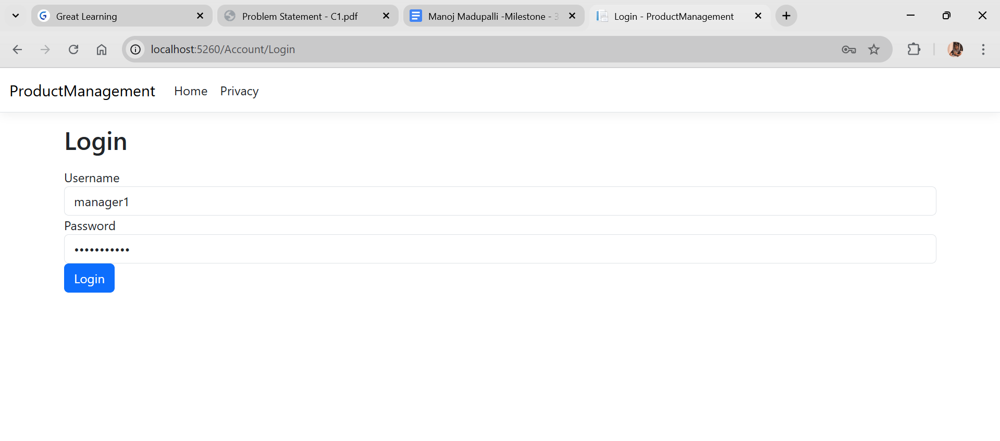 Great Learning
Problem Statement - C1.pdf
Manoj Madupalli -Milestone - 3
Login - ProductManagement
localhost:5260/Account/Login
ProductManagement Home Privacy
Login
Username
manager1
Password
•••••••••••
Login